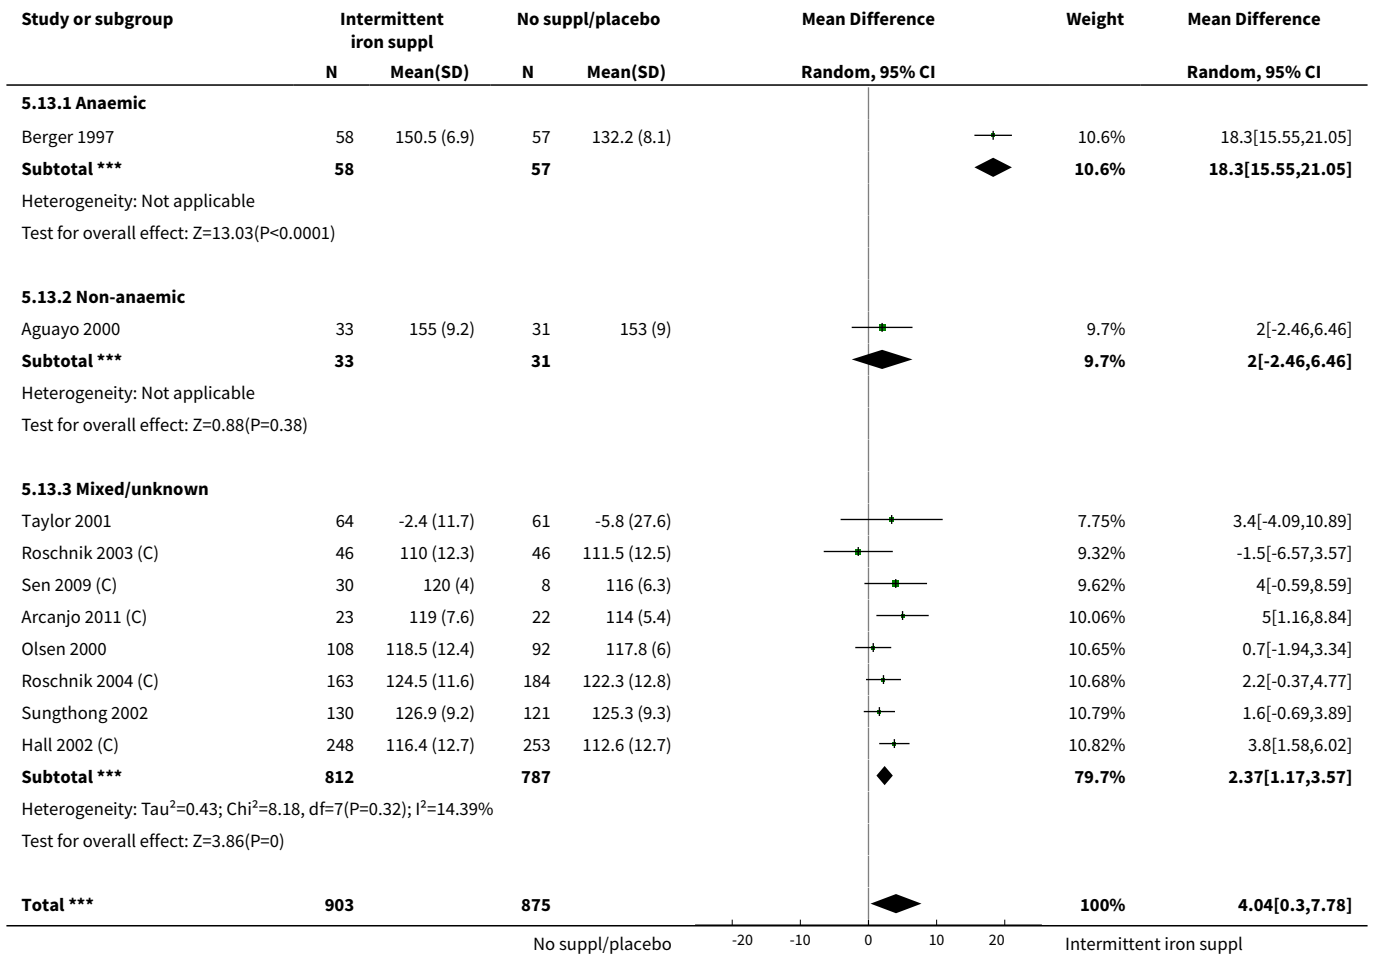 Study or subgroup Intermittent iron suppl No suppl/placebo Mean Difference Weight Mean Difference
N Mean(SD) N Mean(SD) Random, 95% CI Random, 95% CI
5.13.1 Anaemic
Berger 1997 58 150.5 (6.9) 57 132.2 (8.1) 10.6% 18.3[15.55,21.05]
Subtotal *** 58 57 10.6% 18.3[15.55,21.05]
Heterogeneity: Not applicable
Test for overall effect: Z=13.03(P<0.0001)
5.13.2 Non-anaemic
Aguayo 2000 33 155 (9.2) 31 153 (9) 9.7% 2[-2.46,6.46]
Subtotal *** 33 31 9.7% 2[-2.46,6.46]
Heterogeneity: Not applicable
Test for overall effect: Z=0.88(P=0.38)
5.13.3 Mixed/unknown
Taylor 2001 64 -2.4 (11.7) 61 -5.8 (27.6) 7.75% 3.4[-4.09,10.89]
Roschnik 2003 (C) 46 110 (12.3) 46 111.5 (12.5) 9.32% -1.5[-6.57,3.57]
Sen 2009 (C) 30 120 (4) 8 116 (6.3) 9.62% 4[-0.59,8.59]
Arcanjo 2011 (C) 23 119 (7.6) 22 114 (5.4) 10.06% 5[1.16,8.84]
Olsen 2000 108 118.5 (12.4) 92 117.8 (6) 10.65% 0.7[-1.94,3.34]
Roschnik 2004 (C) 163 124.5 (11.6) 184 122.3 (12.8) 10.68% 2.2[-0.37,4.77]
Sungthong 2002 130 126.9 (9.2) 121 125.3 (9.3) 10.79% 1.6[-0.69,3.89]
Hall 2002 (C) 248 116.4 (12.7) 253 112.6 (12.7) 10.82% 3.8[1.58,6.02]
Subtotal *** 812 787 79.7% 2.37[1.17,3.57]
Heterogeneity: Tau²=0.43; Chi²=8.18, df=7(P=0.32); I²=14.39%
Test for overall effect: Z=3.86(P=0)
Total *** 903 875 100% 4.04[0.3,7.78]
No suppl/placebo -20 -10 0 10 20 Intermittent iron suppl